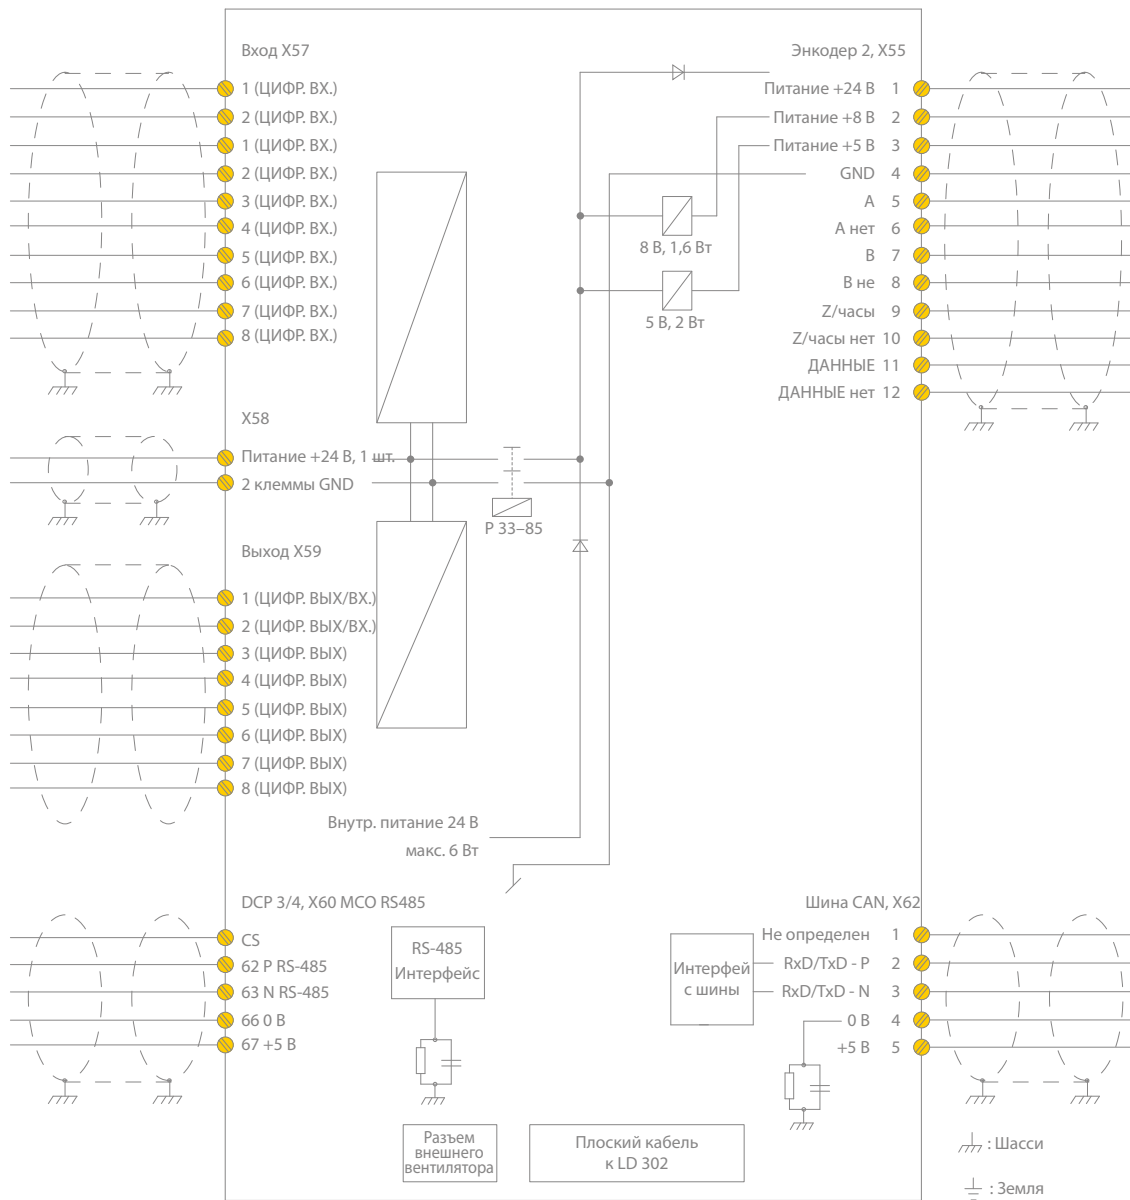 Вход X57
1 (ЦИФР. ВХ.)
2 (ЦИФР. ВХ.)
1 (ЦИФР. ВХ.)
2 (ЦИФР. ВХ.)
3 (ЦИФР. ВХ.)
4 (ЦИФР. ВХ.)
5 (ЦИФР. ВХ.)
6 (ЦИФР. ВХ.)
7 (ЦИФР. ВХ.)
8 (ЦИФР. ВХ.)
X58
Питание +24 В, 1 шт.
2 клеммы GND
P 33–85
Выход X59
1 (ЦИФР. ВЫХ/ВХ.)
2 (ЦИФР. ВЫХ/ВХ.)
3 (ЦИФР. ВЫХ)
4 (ЦИФР. ВЫХ)
5 (ЦИФР. ВЫХ)
6 (ЦИФР. ВЫХ)
7 (ЦИФР. ВЫХ)
8 (ЦИФР. ВЫХ)
Внутр. питание 24 В
макс. 6 Вт
Энкодер 2, X55
Питание +24 В 1
Питание +8 В 2
Питание +5 В 3
GND 4
A 5
A нет 6
B 7
B не 8
Z/часы 9
Z/часы нет 10
ДАННЫЕ 11
ДАННЫЕ нет 12
8 В, 1,6 Вт
5 В, 2 Вт
DCP 3/4, X60 MCO RS485
CS
62 P RS-485
63 N RS-485
66 0 В
67 +5 В
RS-485
Интерфейс
Шина CAN, X62
Не определен 1
RxD/TxD - P 2
RxD/TxD - N 3
0 В 4
+5 В 5
Интерфей
с шины
Разъем
внешнего
вентилятора
Плоский кабель
к LD 302
: Шасси
: Земля